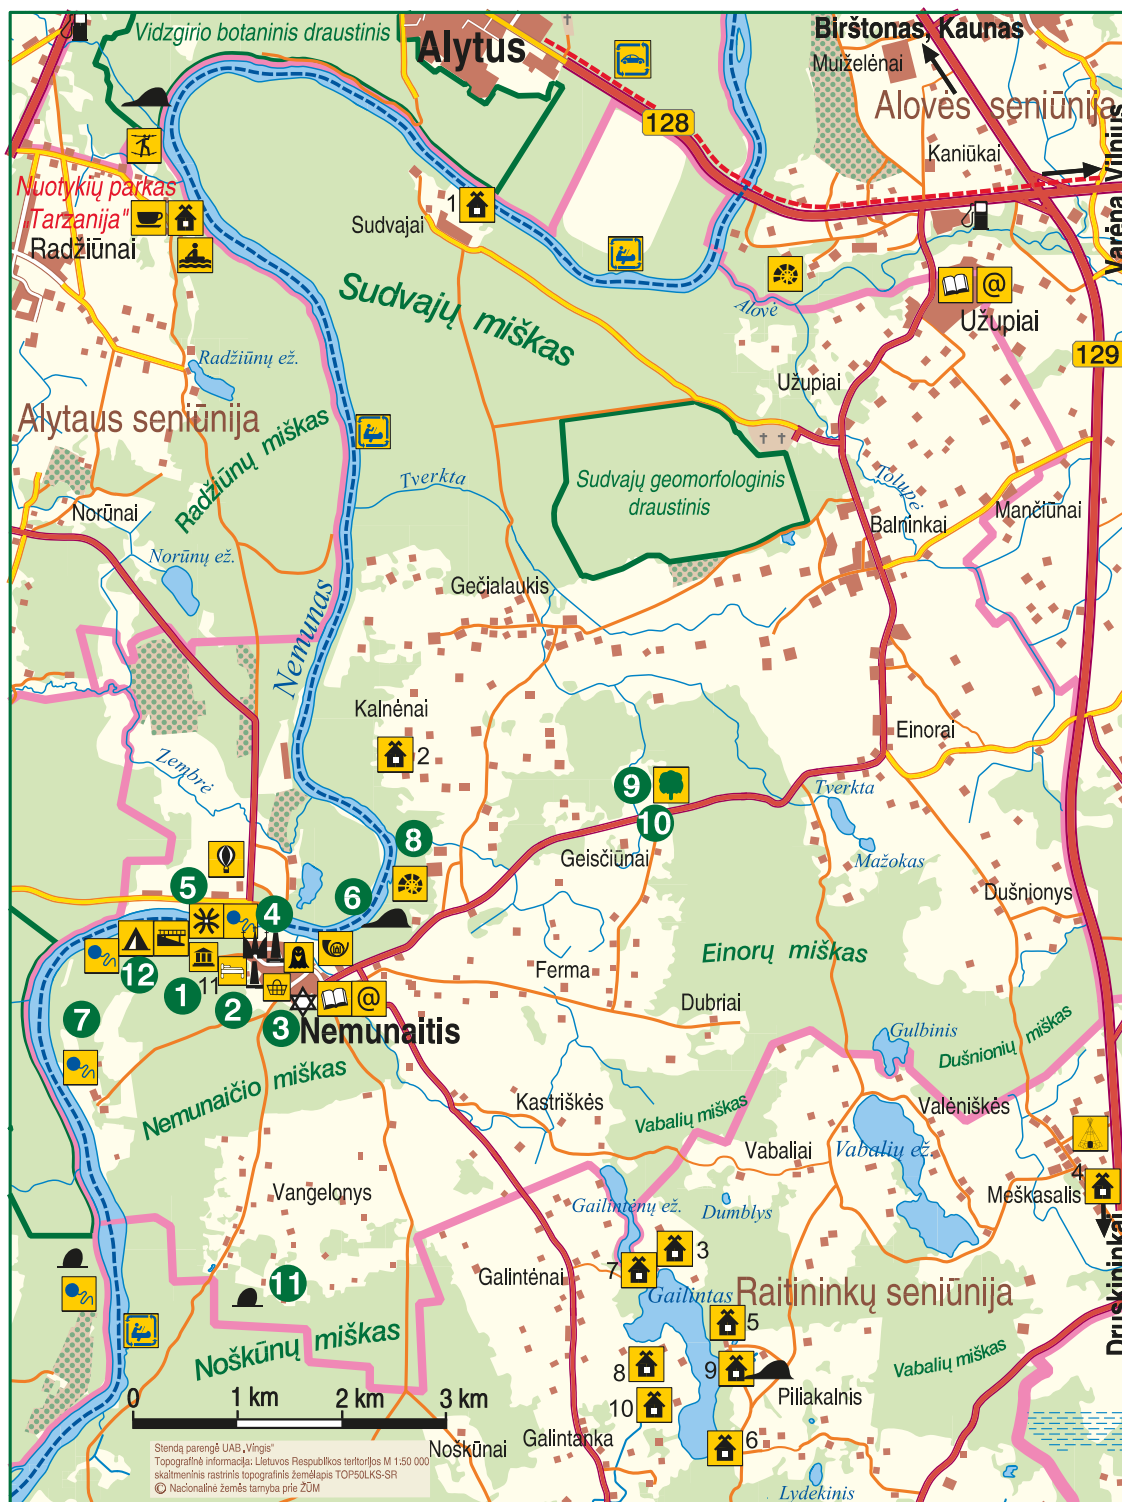 Vidzgirio botaninis draustinis
Alytus
Birštonas, Kaunas
Muiželėnai
Alovės seniūnija
128
Kaniūkai
Varėna, Vilnius
Nuotykių parkas
„Tarzanija"
Radžiūnai
1
Sudvajai
Sudvajų miškas
Alovė
@
Užupiai
129
Radžiūnų ež.
Užupiai
Alytaus seniūnija
Radžiūnų miškas
Tverkta
Sudvajų geomorfologinis
draustinis
Tolupė
Norūnai
Balninkai
Mančiūnai
Norūnų ež.
Gečialaukis
Nemunas
Kalnėnai
2
Einorai
Zembrė
9
10
Tverkta
Mažokas
8
Geisčiūnai
5
6
4
Dušnionys
12
1
11
2
3
@
Nemunaitis
Ferma
Einorų miškas
Dubriai
7
Gulbinis
Dušnionių miškas
Nemunaičio miškas
Kastriškės
Vabalių miškas
Valėniškės
Vabaliai
Vabalių ež.
Vangelonys
Gailintėnų ež.
Dumblys
Meškasalis
4
Druskininkai
3
7
Galintėnai
11
Gailintas
Raitininkų seniūnija
5
Noškūnų miškas
8
9
Vabalių miškas
Piliakalnis
10
0
1 km
2 km
3 km
Noškūnai
Galintanka
6
Stendą parengė UAB „Vingis"
Topografinė informacija: Lietuvos Respublikos teritorijos M 1:50 000
skaitmeninis rastrinis topografinis žemėlapis TOP50LKS-SR
© Nacionalinė žemės tarnyba prie ŽŪM
Lydekinis